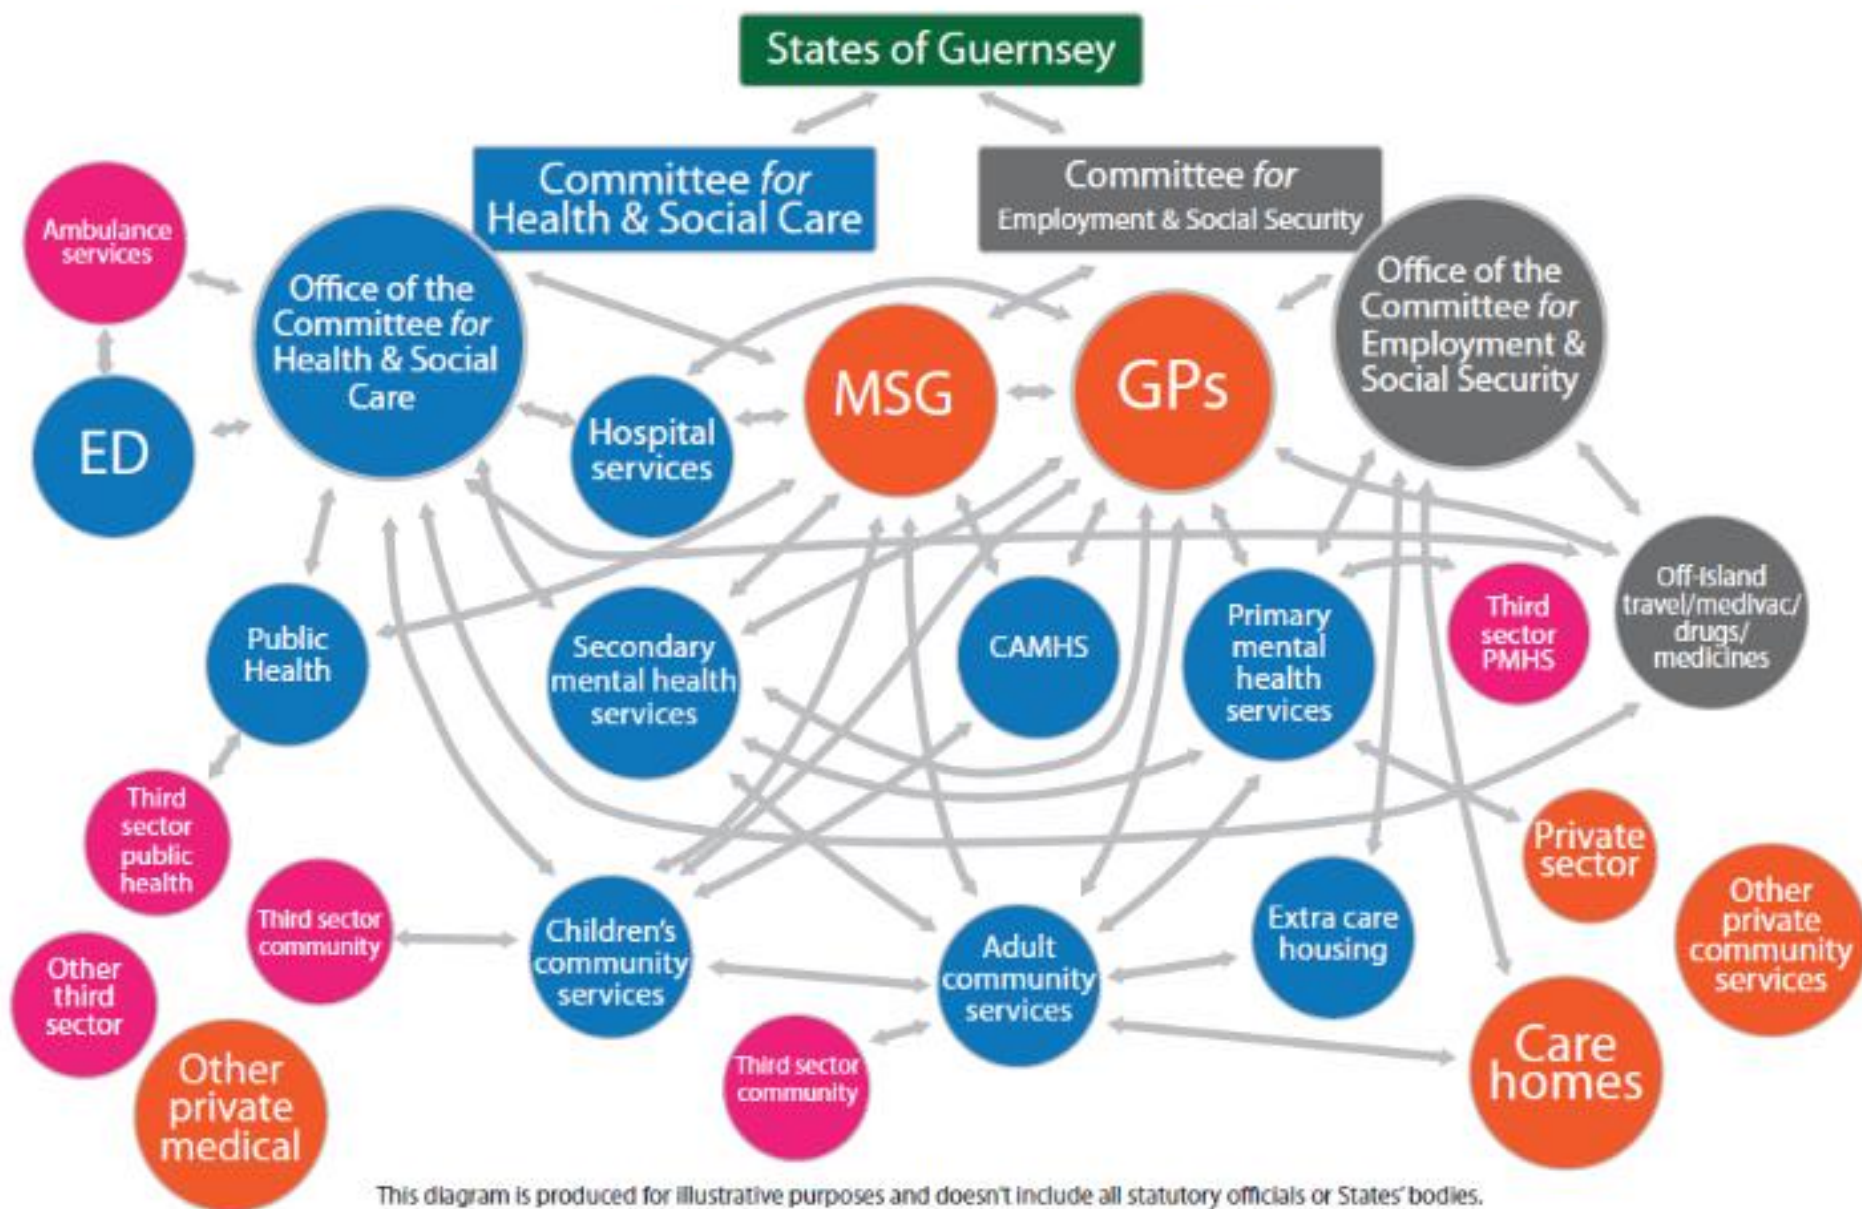 States of Guernsey
Committee for
Health & Social Care
Committee for
Employment & Social Security
Ambulance
services
Office of the
Committee for
Health & Social
Care
Office of the
Committee for
Employment &
Social Security
MSG
GPs
ED
Hospital
services
Public
Health
Secondary
mental health
services
CAMHS
Primary
mental
health
services
Third
sector
PMHS
Off-island
travel/medivac/
drugs/
medicines
Third
sector
public
health
Third sector
community
Other
third
sector
Other
private
medical
Children's
community
services
Third sector
community
Adult
community
services
Extra care
housing
Private
sector
Other
private
community
services
Care
homes
This diagram is produced for illustrative purposes and doesn't include all statutory officials or States' bodies.